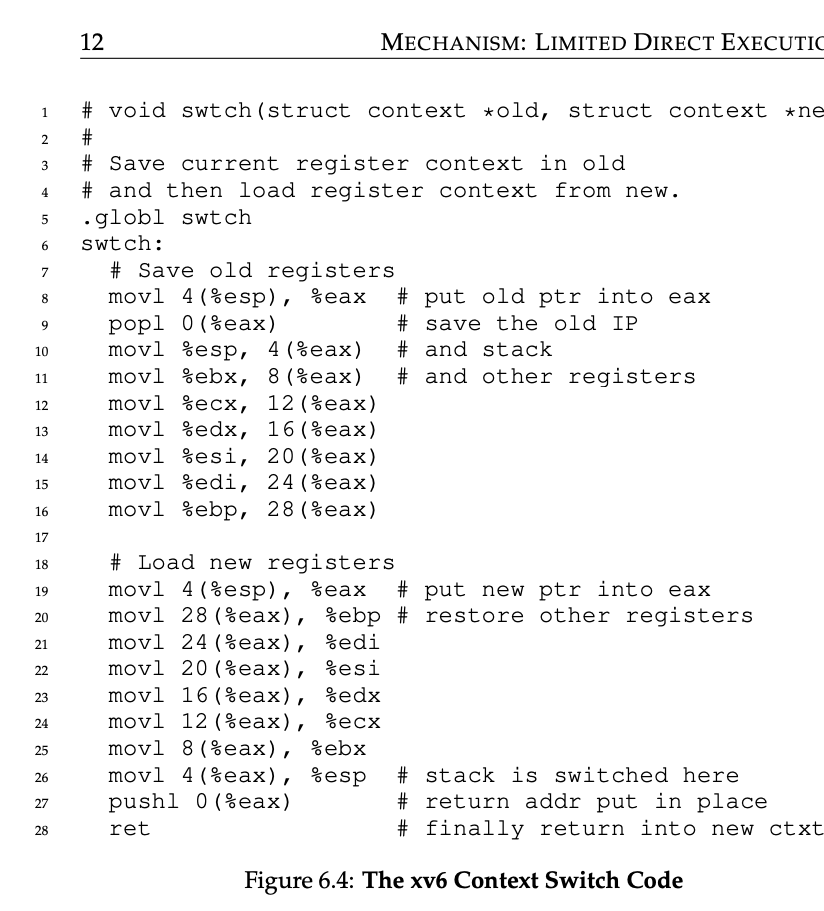 12 MECHANISM: LIMITED DIRECT EXECUTIO
1 # void swtch(struct context *old, struct context *ne
2 #
3 # Save current register context in old
4 # and then load register context from new.
5 .globl swtch
6 swtch:
7 # Save old registers
8 movl 4(%esp), %eax # put old ptr into eax
9 popl 0(%eax) # save the old IP
10 movl %esp, 4(%eax) # and stack
11 movl %ebx, 8(%eax) # and other registers
12 movl %ecx, 12(%eax)
13 movl %edx, 16(%eax)
14 movl %esi, 20(%eax)
15 movl %edi, 24(%eax)
16 movl %ebp, 28(%eax)
17
18 # Load new registers
19 movl 4(%esp), %eax # put new ptr into eax
20 movl 28(%eax), %ebp # restore other registers
21 movl 24(%eax), %edi
22 movl 20(%eax), %esi
23 movl 16(%eax), %edx
24 movl 12(%eax), %ecx
25 movl 8(%eax), %ebx
26 movl 4(%eax), %esp # stack is switched here
27 pushl 0(%eax) # return addr put in place
28 ret # finally return into new ctxt
Figure 6.4: The xv6 Context Switch Code